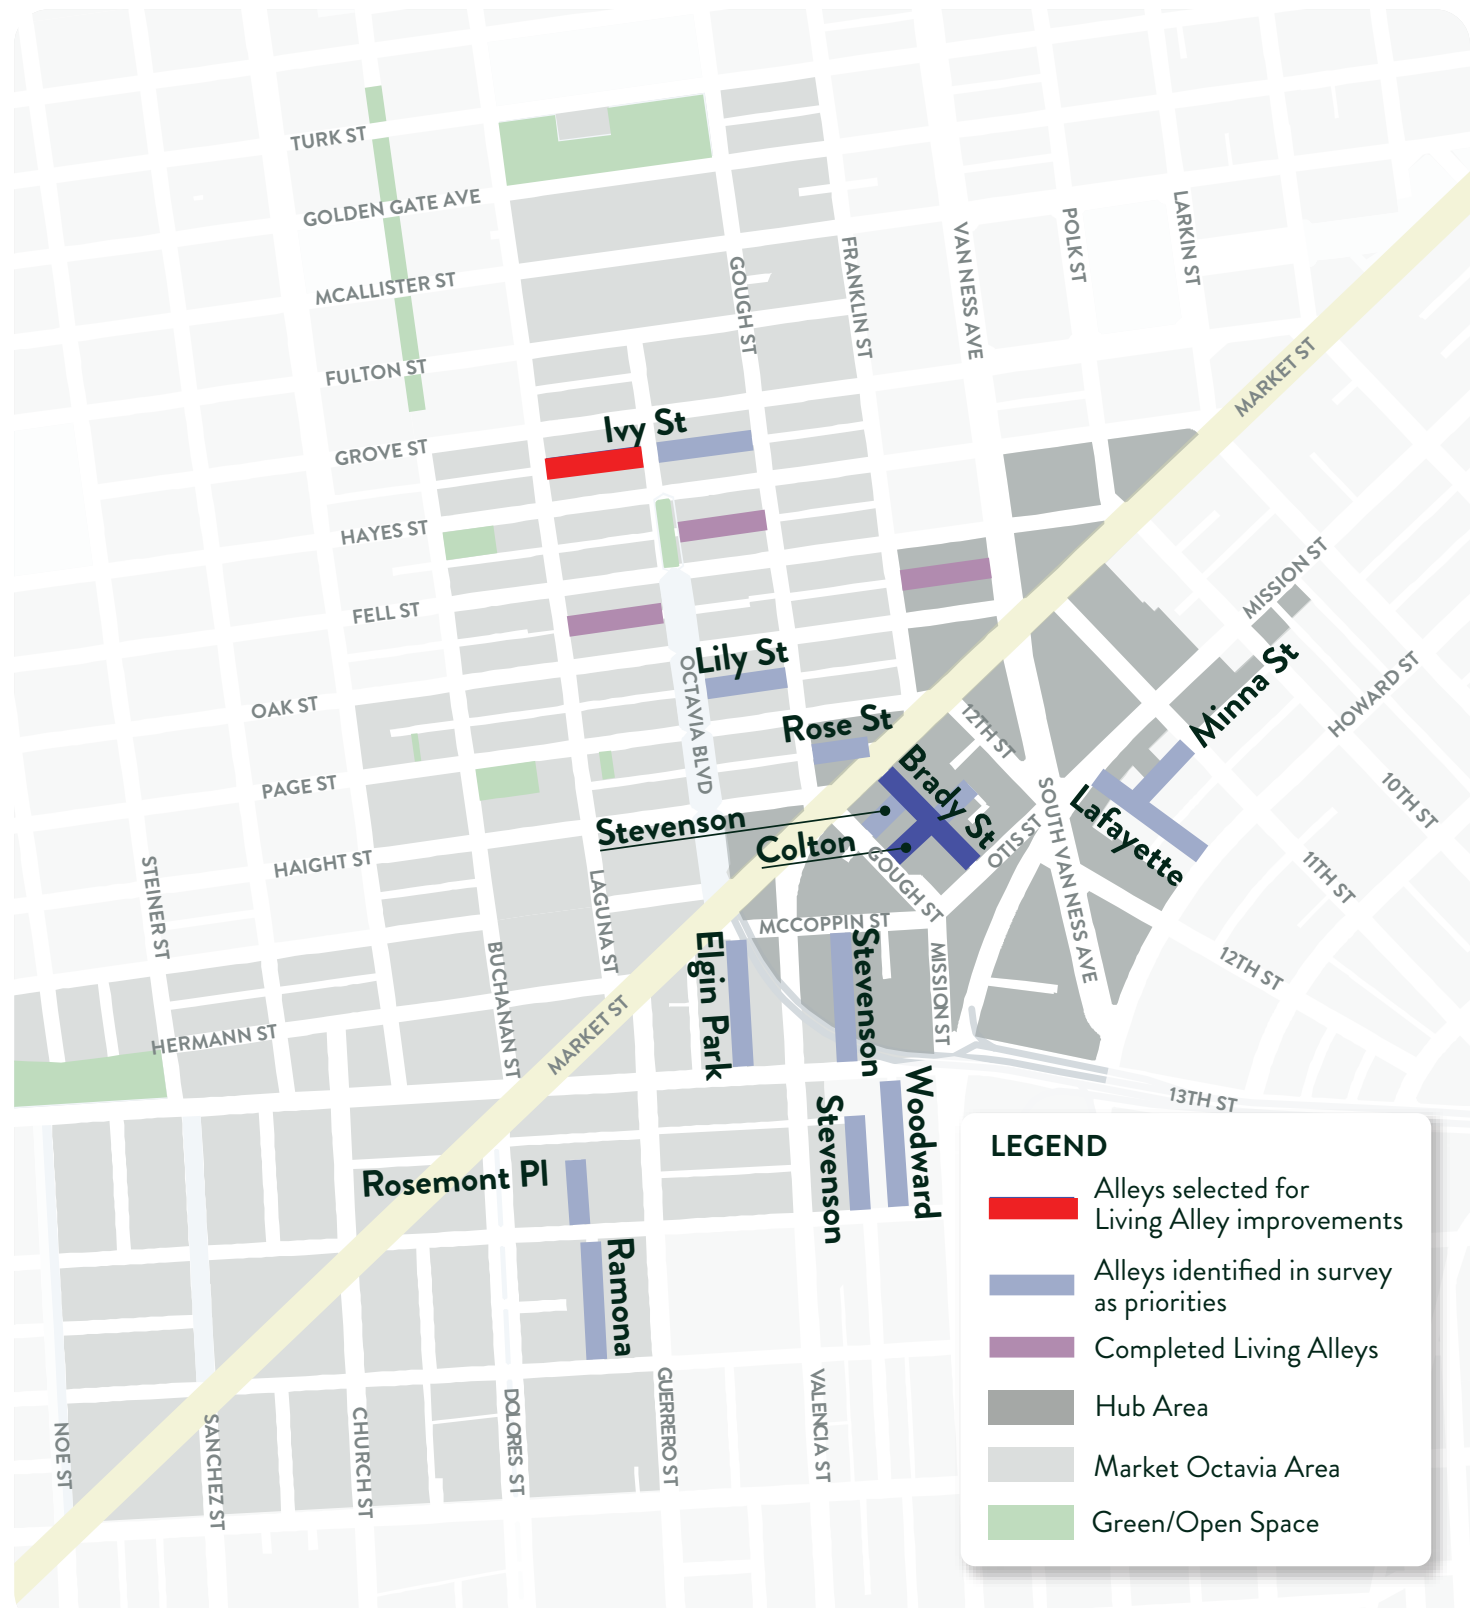 TURK ST
GOLDEN GATE AVE
MCALLISTER ST
FULTON ST
GROVE ST
HAYES ST
FELL ST
OAK ST
PAGE ST
HAIGHT ST
HERMANN ST
GOUGH ST
FRANKLIN ST
VAN NESS AVE
POLK ST
LARKIN ST
MARKET ST
Ivy St
Lily St
OCTAVIA BLVD
Rose St
Brady St
Stevenson
Colton
12TH ST
OTIS ST
GOUGH ST
SOUTH VAN NESS AVE
MISSION ST
Minna St
Lafayette
HOWARD ST
10TH ST
11TH ST
12TH ST
MCCOPPIN ST
MISSION ST
13TH ST
STEINER ST
BUCHANAN ST
LAGUNA ST
MARKET ST
Elgin Park
Stevenson
Stevenson
Woodward
Rosemont Pl
Ramona
NOE ST
SANCHEZ ST
CHURCH ST
DOLORES ST
GUERRERO ST
VALENCIA ST
LEGEND
Alleys selected for
Living Alley improvements
Alleys identified in survey
as priorities
Completed Living Alleys
Hub Area
Market Octavia Area
Green/Open Space